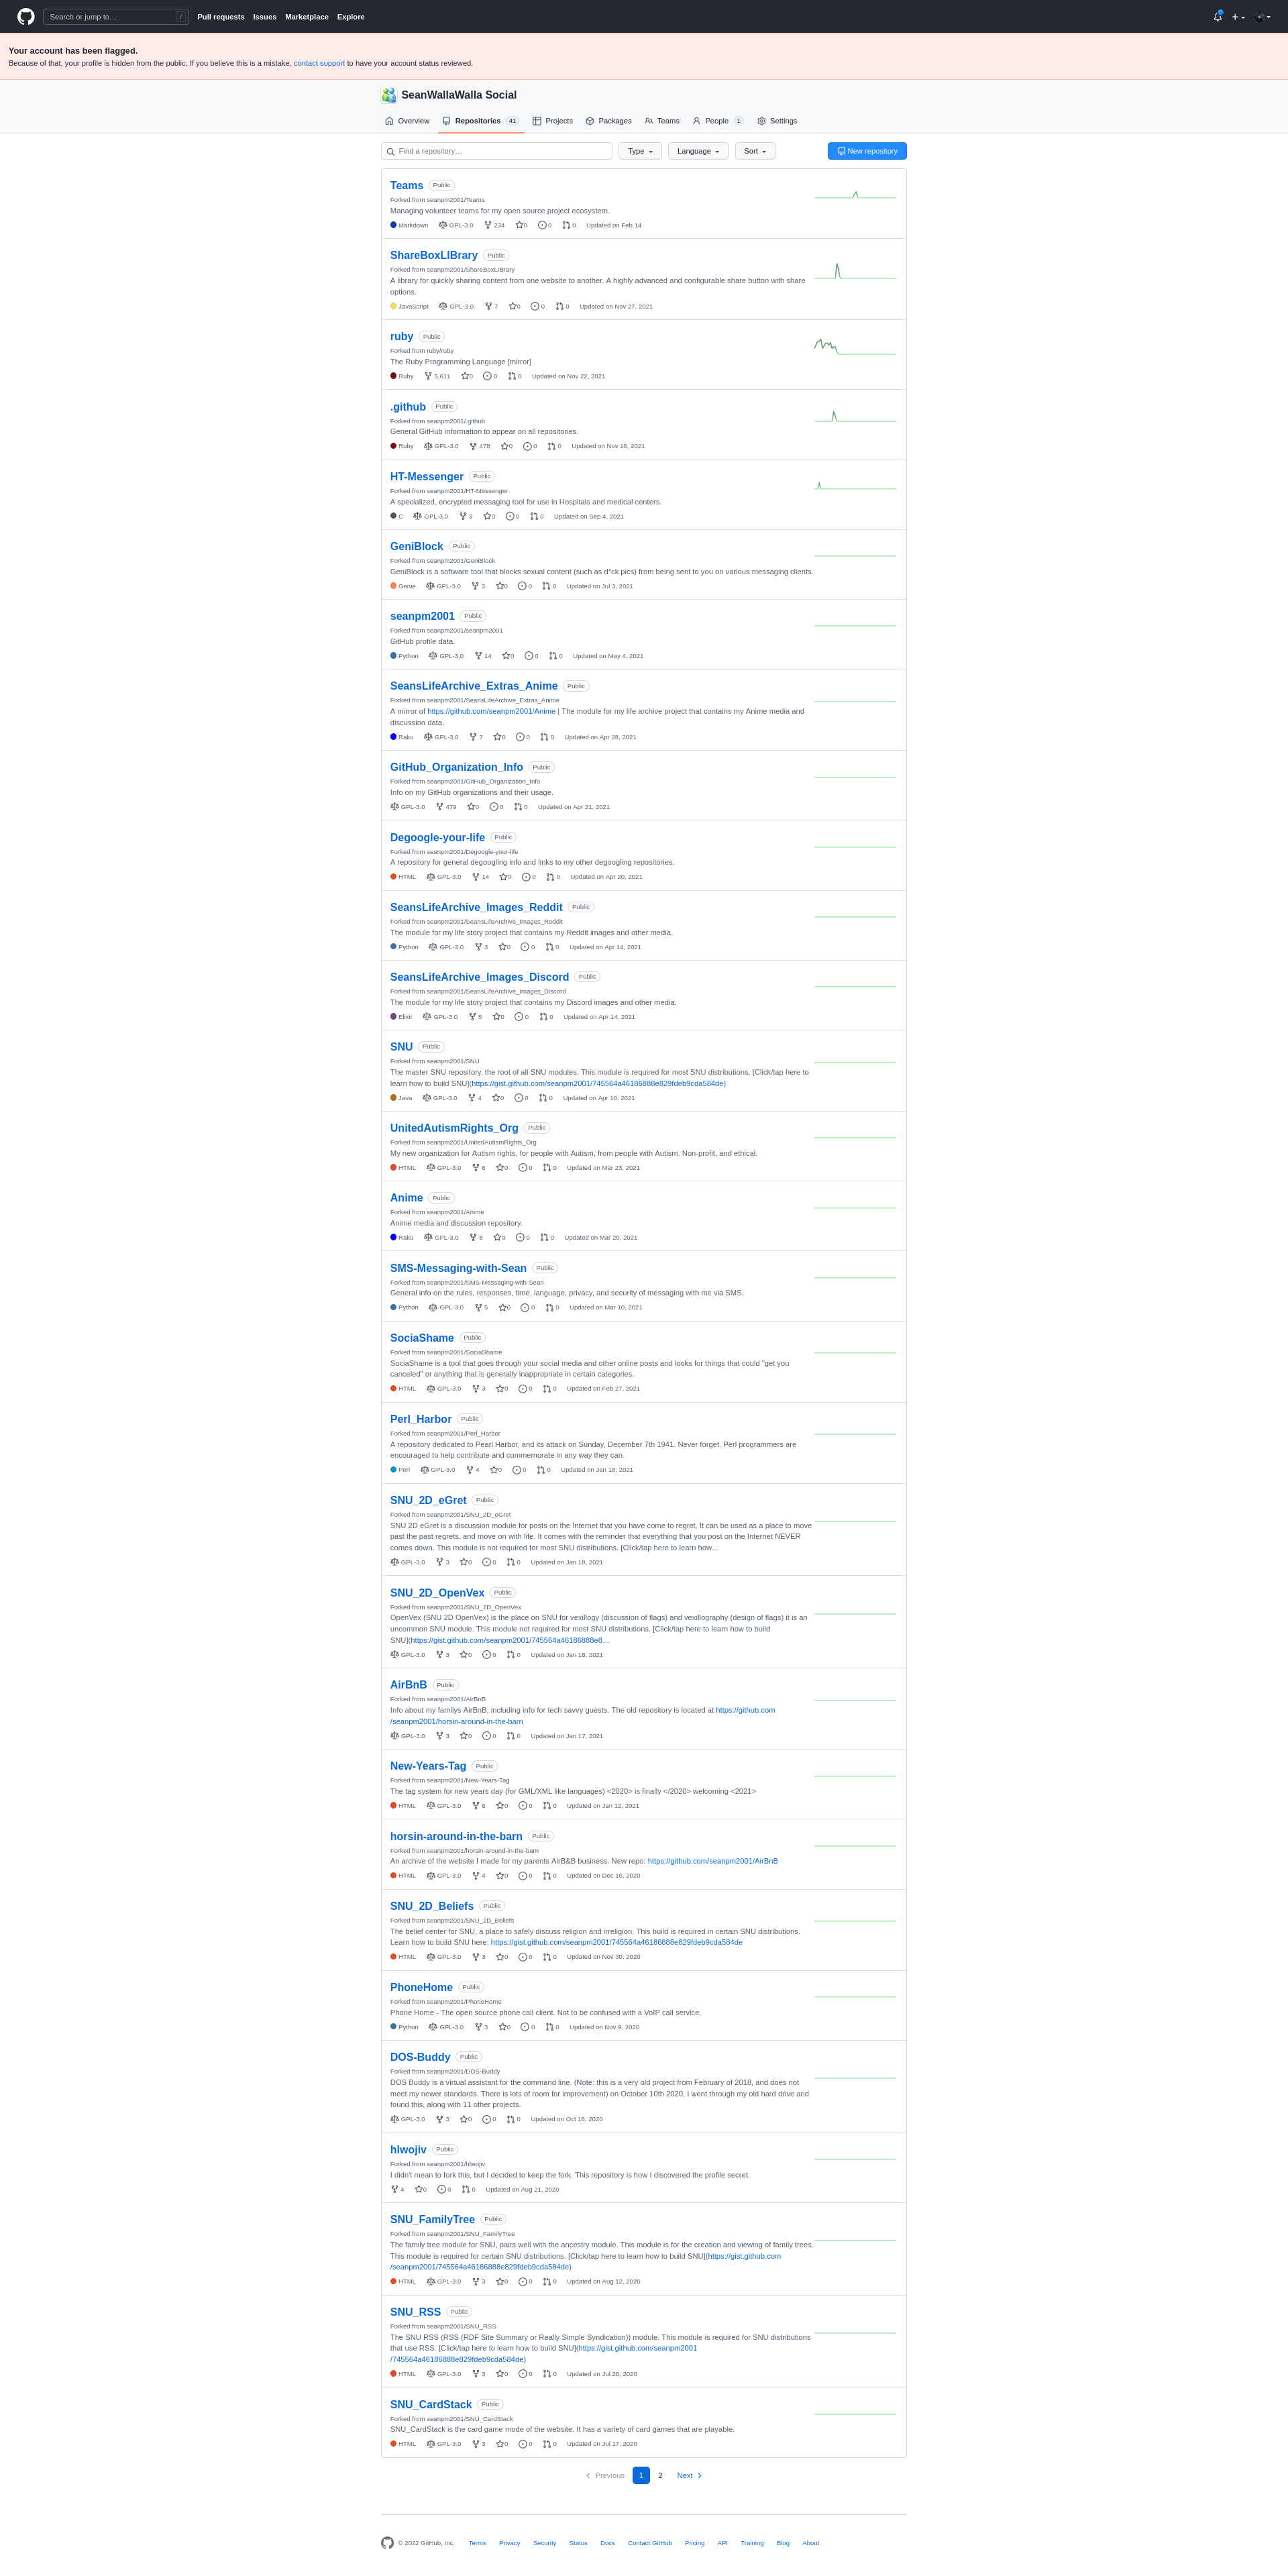 Search or jump to… /
Pull requests Issues Marketplace Explore
Your account has been flagged.
Because of that, your profile is hidden from the public. If you believe this is a mistake, contact support to have your account status reviewed.
SeanWallaWalla Social
Overview Repositories 41 Projects Packages Teams People 1 Settings
Find a repository… Type Language Sort New repository
Teams Public
Forked from seanpm2001/Teams
Managing volunteer teams for my open source project ecosystem.
Markdown GPL-3.0 234 0 0 0 Updated on Feb 14
ShareBoxLIBrary Public
Forked from seanpm2001/ShareBoxLIBrary
A library for quickly sharing content from one website to another. A highly advanced and configurable share button with share
options.
JavaScript GPL-3.0 7 0 0 0 Updated on Nov 27, 2021
ruby Public
Forked from ruby/ruby
The Ruby Programming Language [mirror]
Ruby 5,611 0 0 0 Updated on Nov 22, 2021
.github Public
Forked from seanpm2001/.github
General GitHub information to appear on all repositories.
Ruby GPL-3.0 478 0 0 0 Updated on Nov 16, 2021
HT-Messenger Public
Forked from seanpm2001/HT-Messenger
A specialized, encrypted messaging tool for use in Hospitals and medical centers.
C GPL-3.0 3 0 0 0 Updated on Sep 4, 2021
GeniBlock Public
Forked from seanpm2001/GeniBlock
GeniBlock is a software tool that blocks sexual content (such as d*ck pics) from being sent to you on various messaging clients.
Genie GPL-3.0 3 0 0 0 Updated on Jul 3, 2021
seanpm2001 Public
Forked from seanpm2001/seanpm2001
GitHub profile data.
Python GPL-3.0 14 0 0 0 Updated on May 4, 2021
SeansLifeArchive_Extras_Anime Public
Forked from seanpm2001/SeansLifeArchive_Extras_Anime
A mirror of https://github.com/seanpm2001/Anime | The module for my life archive project that contains my Anime media and
discussion data.
Raku GPL-3.0 7 0 0 0 Updated on Apr 28, 2021
GitHub_Organization_Info Public
Forked from seanpm2001/GitHub_Organization_Info
Info on my GitHub organizations and their usage.
GPL-3.0 479 0 0 0 Updated on Apr 21, 2021
Degoogle-your-life Public
Forked from seanpm2001/Degoogle-your-life
A repository for general degoogling info and links to my other degoogling repositories.
HTML GPL-3.0 14 0 0 0 Updated on Apr 20, 2021
SeansLifeArchive_Images_Reddit Public
Forked from seanpm2001/SeansLifeArchive_Images_Reddit
The module for my life story project that contains my Reddit images and other media.
Python GPL-3.0 3 0 0 0 Updated on Apr 14, 2021
SeansLifeArchive_Images_Discord Public
Forked from seanpm2001/SeansLifeArchive_Images_Discord
The module for my life story project that contains my Discord images and other media.
Elixir GPL-3.0 5 0 0 0 Updated on Apr 14, 2021
SNU Public
Forked from seanpm2001/SNU
The master SNU repository, the root of all SNU modules. This module is required for most SNU distributions. [Click/tap here to
learn how to build SNU](https://gist.github.com/seanpm2001/745564a46186888e829fdeb9cda584de)
Java GPL-3.0 4 0 0 0 Updated on Apr 10, 2021
UnitedAutismRights_Org Public
Forked from seanpm2001/UnitedAutismRights_Org
My new organization for Autism rights, for people with Autism, from people with Autism. Non-profit, and ethical.
HTML GPL-3.0 6 0 0 0 Updated on Mar 23, 2021
Anime Public
Forked from seanpm2001/Anime
Anime media and discussion repository.
Raku GPL-3.0 8 0 0 0 Updated on Mar 20, 2021
SMS-Messaging-with-Sean Public
Forked from seanpm2001/SMS-Messaging-with-Sean
General info on the rules, responses, time, language, privacy, and security of messaging with me via SMS.
Python GPL-3.0 5 0 0 0 Updated on Mar 10, 2021
SociaShame Public
Forked from seanpm2001/SociaShame
SociaShame is a tool that goes through your social media and other online posts and looks for things that could "get you
canceled" or anything that is generally inappropriate in certain categories.
HTML GPL-3.0 3 0 0 0 Updated on Feb 27, 2021
Perl_Harbor Public
Forked from seanpm2001/Perl_Harbor
A repository dedicated to Pearl Harbor, and its attack on Sunday, December 7th 1941. Never forget. Perl programmers are
encouraged to help contribute and commemorate in any way they can.
Perl GPL-3.0 4 0 0 0 Updated on Jan 18, 2021
SNU_2D_eGret Public
Forked from seanpm2001/SNU_2D_eGret
SNU 2D eGret is a discussion module for posts on the Internet that you have come to regret. It can be used as a place to move
past the past regrets, and move on with life. It comes with the reminder that everything that you post on the Internet NEVER
comes down. This module is not required for most SNU distributions. [Click/tap here to learn how…
GPL-3.0 3 0 0 0 Updated on Jan 18, 2021
SNU_2D_OpenVex Public
Forked from seanpm2001/SNU_2D_OpenVex
OpenVex (SNU 2D OpenVex) is the place on SNU for vexillogy (discussion of flags) and vexillography (design of flags) it is an
uncommon SNU module. This module not required for most SNU distributions. [Click/tap here to learn how to build
SNU](https://gist.github.com/seanpm2001/745564a46186888e8…
GPL-3.0 3 0 0 0 Updated on Jan 18, 2021
AirBnB Public
Forked from seanpm2001/AirBnB
Info about my familys AirBnB, including info for tech savvy guests. The old repository is located at https://github.com
/seanpm2001/horsin-around-in-the-barn
GPL-3.0 3 0 0 0 Updated on Jan 17, 2021
New-Years-Tag Public
Forked from seanpm2001/New-Years-Tag
The tag system for new years day (for GML/XML like languages) <2020> is finally </2020> welcoming <2021>
HTML GPL-3.0 6 0 0 0 Updated on Jan 12, 2021
horsin-around-in-the-barn Public
Forked from seanpm2001/horsin-around-in-the-barn
An archive of the website I made for my parents AirB&B business. New repo: https://github.com/seanpm2001/AirBnB
HTML GPL-3.0 4 0 0 0 Updated on Dec 16, 2020
SNU_2D_Beliefs Public
Forked from seanpm2001/SNU_2D_Beliefs
The belief center for SNU, a place to safely discuss religion and irreligion. This build is required in certain SNU distributions.
Learn how to build SNU here: https://gist.github.com/seanpm2001/745564a46186888e829fdeb9cda584de
HTML GPL-3.0 3 0 0 0 Updated on Nov 30, 2020
PhoneHome Public
Forked from seanpm2001/PhoneHome
Phone Home - The open source phone call client. Not to be confused with a VoIP call service.
Python GPL-3.0 3 0 0 0 Updated on Nov 9, 2020
DOS-Buddy Public
Forked from seanpm2001/DOS-Buddy
DOS Buddy is a virtual assistant for the command line. (Note: this is a very old project from February of 2018, and does not
meet my newer standards. There is lots of room for improvement) on October 10th 2020, I went through my old hard drive and
found this, along with 11 other projects.
GPL-3.0 3 0 0 0 Updated on Oct 18, 2020
hlwojiv Public
Forked from seanpm2001/hlwojiv
I didn't mean to fork this, but I decided to keep the fork. This repository is how I discovered the profile secret.
4 0 0 0 Updated on Aug 21, 2020
SNU_FamilyTree Public
Forked from seanpm2001/SNU_FamilyTree
The family tree module for SNU, pairs well with the ancestry module. This module is for the creation and viewing of family trees.
This module is required for certain SNU distributions. [Click/tap here to learn how to build SNU](https://gist.github.com
/seanpm2001/745564a46186888e829fdeb9cda584de)
HTML GPL-3.0 3 0 0 0 Updated on Aug 12, 2020
SNU_RSS Public
Forked from seanpm2001/SNU_RSS
The SNU RSS (RSS (RDF Site Summary or Really Simple Syndication)) module. This module is required for SNU distributions
that use RSS. [Click/tap here to learn how to build SNU](https://gist.github.com/seanpm2001
/745564a46186888e829fdeb9cda584de)
HTML GPL-3.0 3 0 0 0 Updated on Jul 20, 2020
SNU_CardStack Public
Forked from seanpm2001/SNU_CardStack
SNU_CardStack is the card game mode of the website. It has a variety of card games that are playable.
HTML GPL-3.0 3 0 0 0 Updated on Jul 17, 2020
Previous 1 2 Next
© 2022 GitHub, Inc. Terms Privacy Security Status Docs Contact GitHub Pricing API Training Blog About